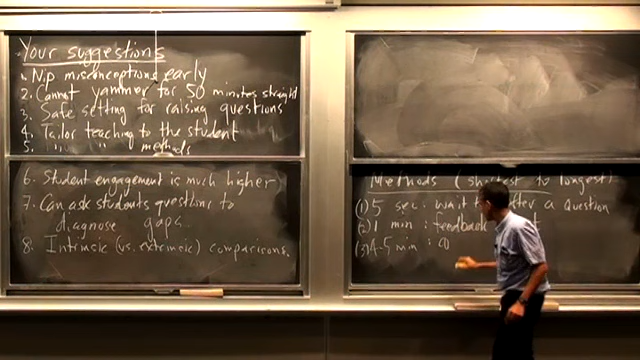 Your suggestions
1. Nip misconceptions early
2. Cannot yammer for 50 minutes straight
3. Safe setting for raising questions
4. Tailor teaching to the student
5. " " " methods
6. Student engagement is much higher
7. Can ask students questions to
diagnose gaps
8. Intrinsic (vs. extrinsic) comparisons.
Methods (shortest to longest)
(1) 5 sec: wait after a question
(2) 1 min: feedback
(3) 4-5 min: